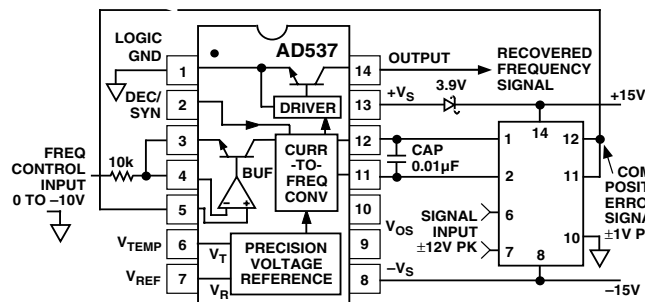 LOGIC
GND
AD537
OUTPUT
RECOVERED
FREQUENCY
SIGNAL
1
14
DEC/
SYN
DRIVER
+VS
3.9V
+15V
2
13
14
3
12
CURR
-TO-
FREQ
CONV
CAP
0.01µF
1
12
FREQ
CONTROL
INPUT
0 TO –10V
10k
BUF
4
11
2
11
POSIT
ERRO
SIGNA
±1V P
– +
5
10
VOS
SIGNAL
INPUT
±12V PK
6
10
VTEMP
6
VT
PRECISION
VOLTAGE
REFERENCE
9
7
8
VREF
7
VR
8
–VS
–15V